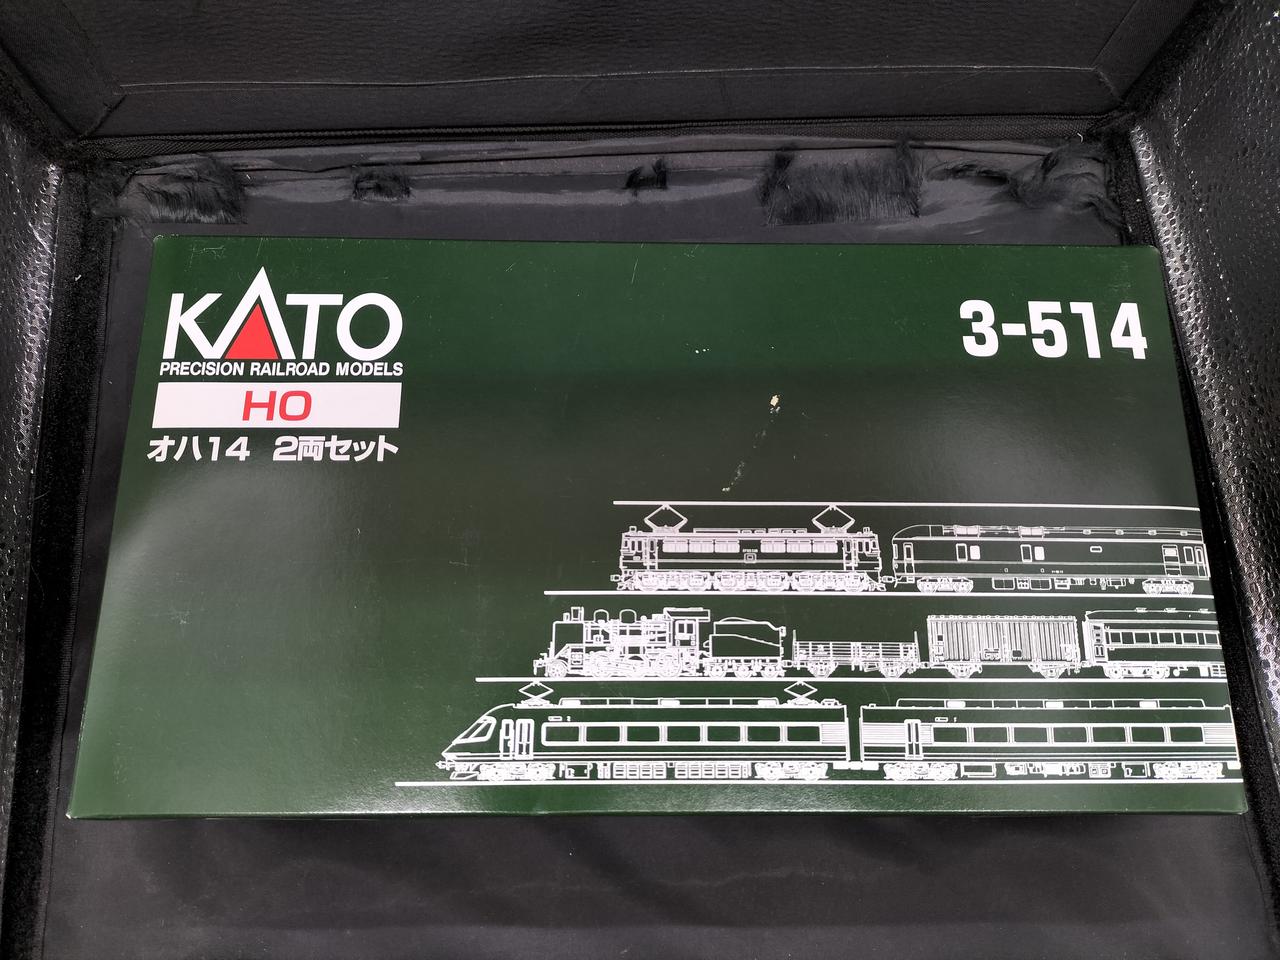 KATO
PRECISION RAILROAD MODELS
HO
オハ14 2両セット
3-514